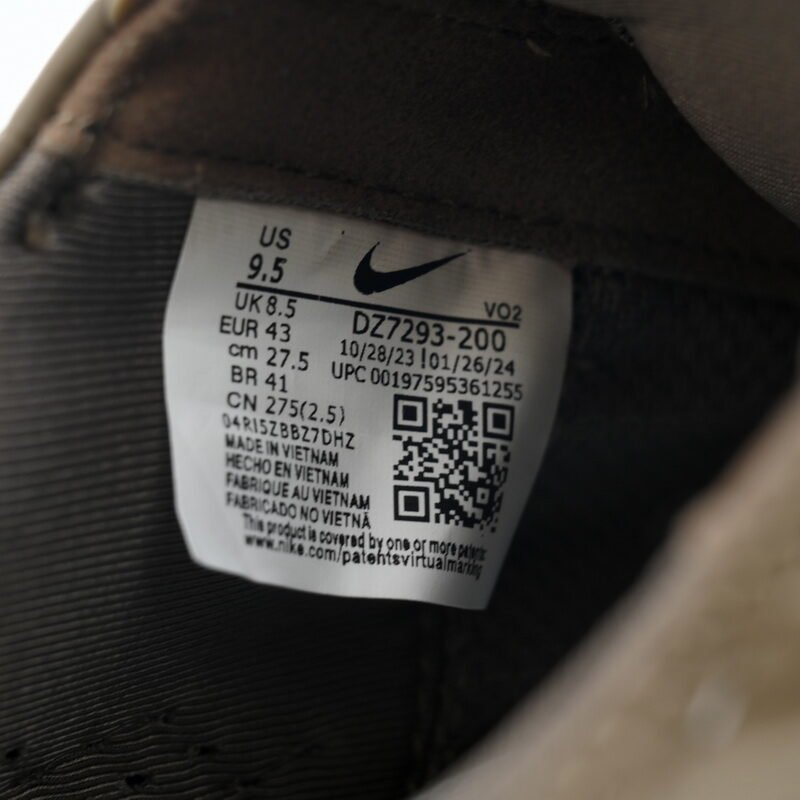 US
9.5
UK 8.5
EUR 43
cm 27.5
BR 41
CN 275(2.5)
VO2
DZ7293-200
10/28/23 | 01/26/24
UPC 00197595361255
04RI5ZBBZ7DHZ
MADE IN VIETNAM
HECHO EN VIETNAM
FABRIQUE AU VIETNAM
FABRICADO NO VIETNÃ
This product is covered by one or more patents
www.nike.com/patentsvirtualmarking